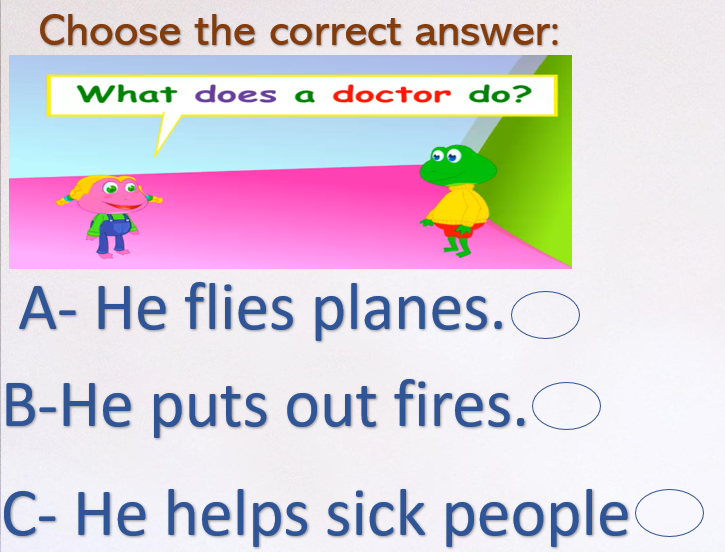 Choose the correct answer:
What does a doctor do?
A- He flies planes.
B-He puts out fires.
C- He helps sick people